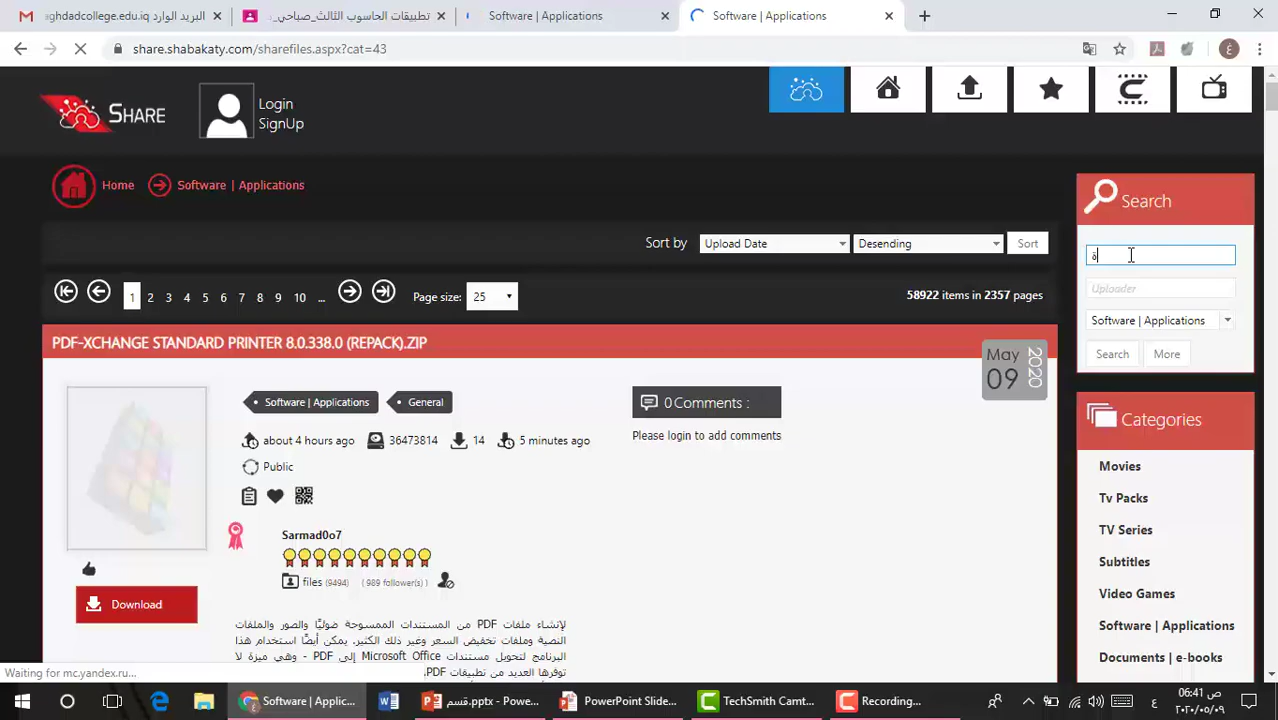 البريد الوارد aghdadcollege.edu.iq
تطبيقات الحاسوب الثالث_صباحي_
Software | Applications
Software | Applications
share.shabakaty.com/sharefiles.aspx?cat=43
SHARE
Login
SignUp
Home
Software | Applications
Search
Sort by
Upload Date
Desending
Sort
Uploader
Software | Applications
Search
More
1 2 3 4 5 6 7 8 9 10 ...
Page size:
25
58922 items in 2357 pages
PDF-XCHANGE STANDARD PRINTER 8.0.338.0 (REPACK).ZIP
May
09
2020
Software | Applications
General
0 Comments :
Please login to add comments
about 4 hours ago
36473814
14
5 minutes ago
Public
Sarmad0o7
files (9494)
( 989 follower(s) )
Download
لإنشاء ملفات PDF من المستندات الممسوحة ضوئيًا والصور والملفات
النصية وملفات تخفيض السعر وغير ذلك الكثير. يمكن أيضًا استخدام هذا
البرنامج لتحويل مستندات Microsoft Office إلى PDF - وهي ميزة لا
توفرها العديد من تطبيقات PDF.
Categories
Movies
Tv Packs
TV Series
Subtitles
Video Games
Software | Applications
Documents | e-books
Waiting for mc.yandex.ru...
Software | Applic...
قسم.pptx - Powe...
PowerPoint Slide...
TechSmith Camt...
Recording...
ع
06:41 ص
٢٠٢٠/٠٥/٠٩